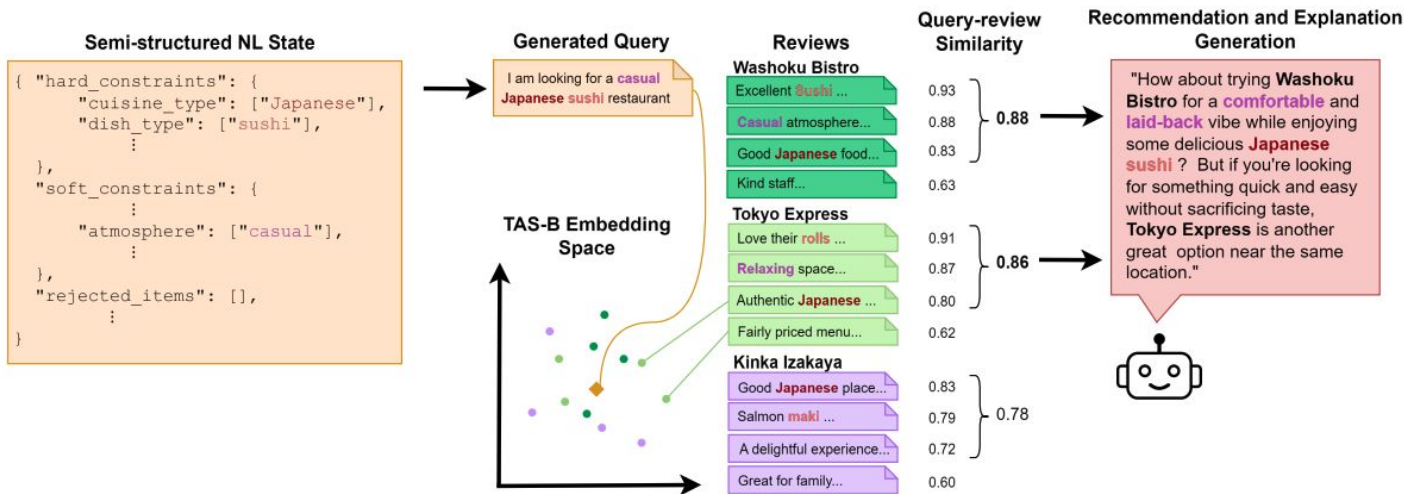 Semi-structured NL State
{ "hard_constraints": {
"cuisine_type": ["Japanese"],
"dish_type": ["sushi"],
⋮
},
"soft_constraints": {
⋮
"atmosphere": ["casual"],
⋮
},
"rejected_items": [],
⋮
}
Generated Query
I am looking for a casual
Japanese sushi restaurant
TAS-B Embedding
Space
Reviews
Query-review
Similarity
Washoku Bistro
Excellent Sushi ... 0.93
Casual atmosphere... 0.88
Good Japanese food... 0.83
Kind staff... 0.63
0.88
Tokyo Express
Love their rolls ... 0.91
Relaxing space... 0.87
Authentic Japanese ... 0.80
Fairly priced menu... 0.62
0.86
Kinka Izakaya
Good Japanese place... 0.83
Salmon maki ... 0.79
A delightful experience... 0.72
Great for family... 0.60
0.78
Recommendation and Explanation
Generation
"How about trying Washoku
Bistro for a comfortable and
laid-back vibe while enjoying
some delicious Japanese
sushi ? But if you're looking
for something quick and easy
without sacrificing taste,
Tokyo Express is another
great option near the same
location."